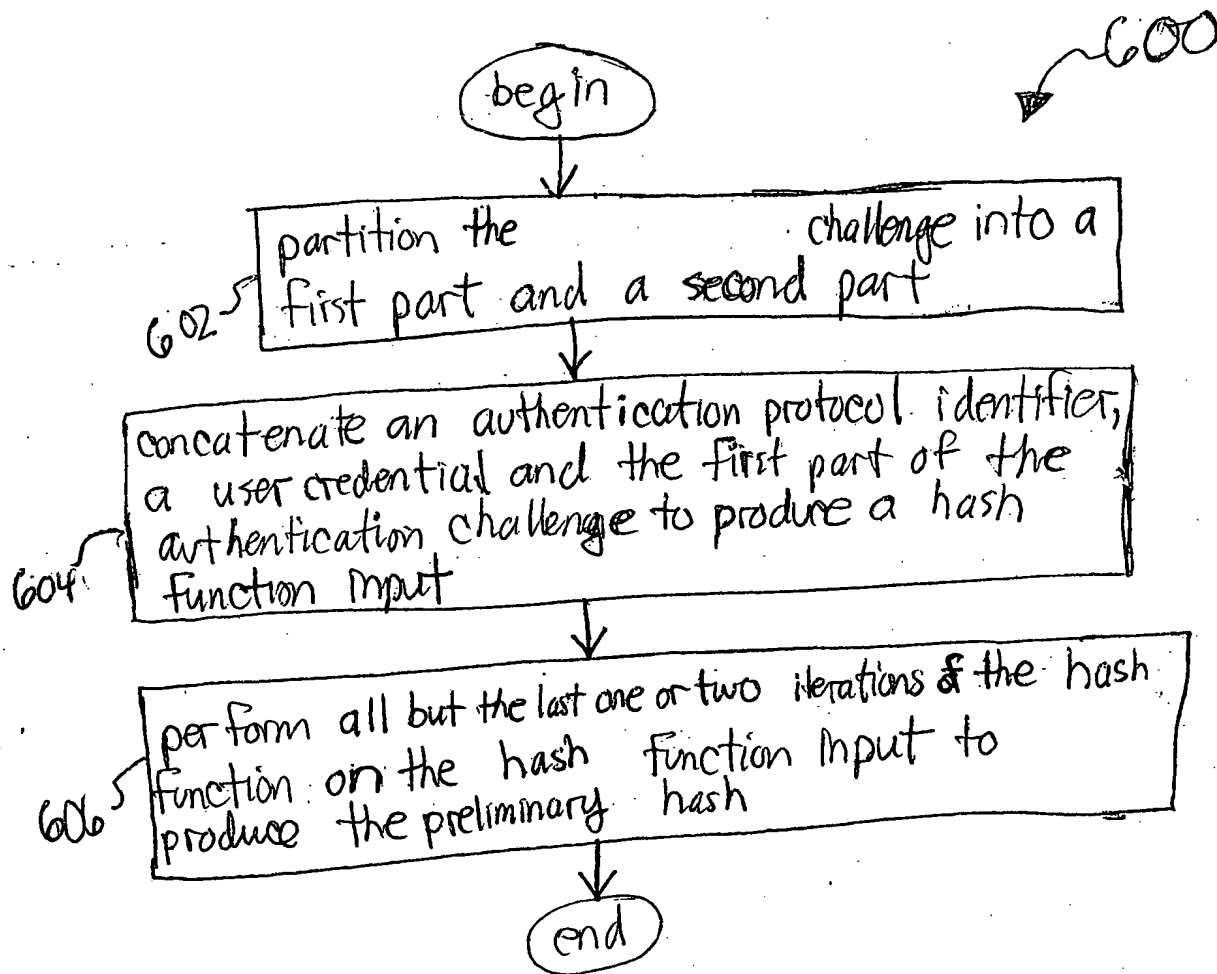 600
begin
partition the challenge into a
first part and a second part
602
concatenate an authentication protocol identifier,
a user credential and the first part of the
authentication challenge to produce a hash
function input
604
perform all but the last one or two iterations of the hash
function on the hash function input to
produce the preliminary hash
606
end